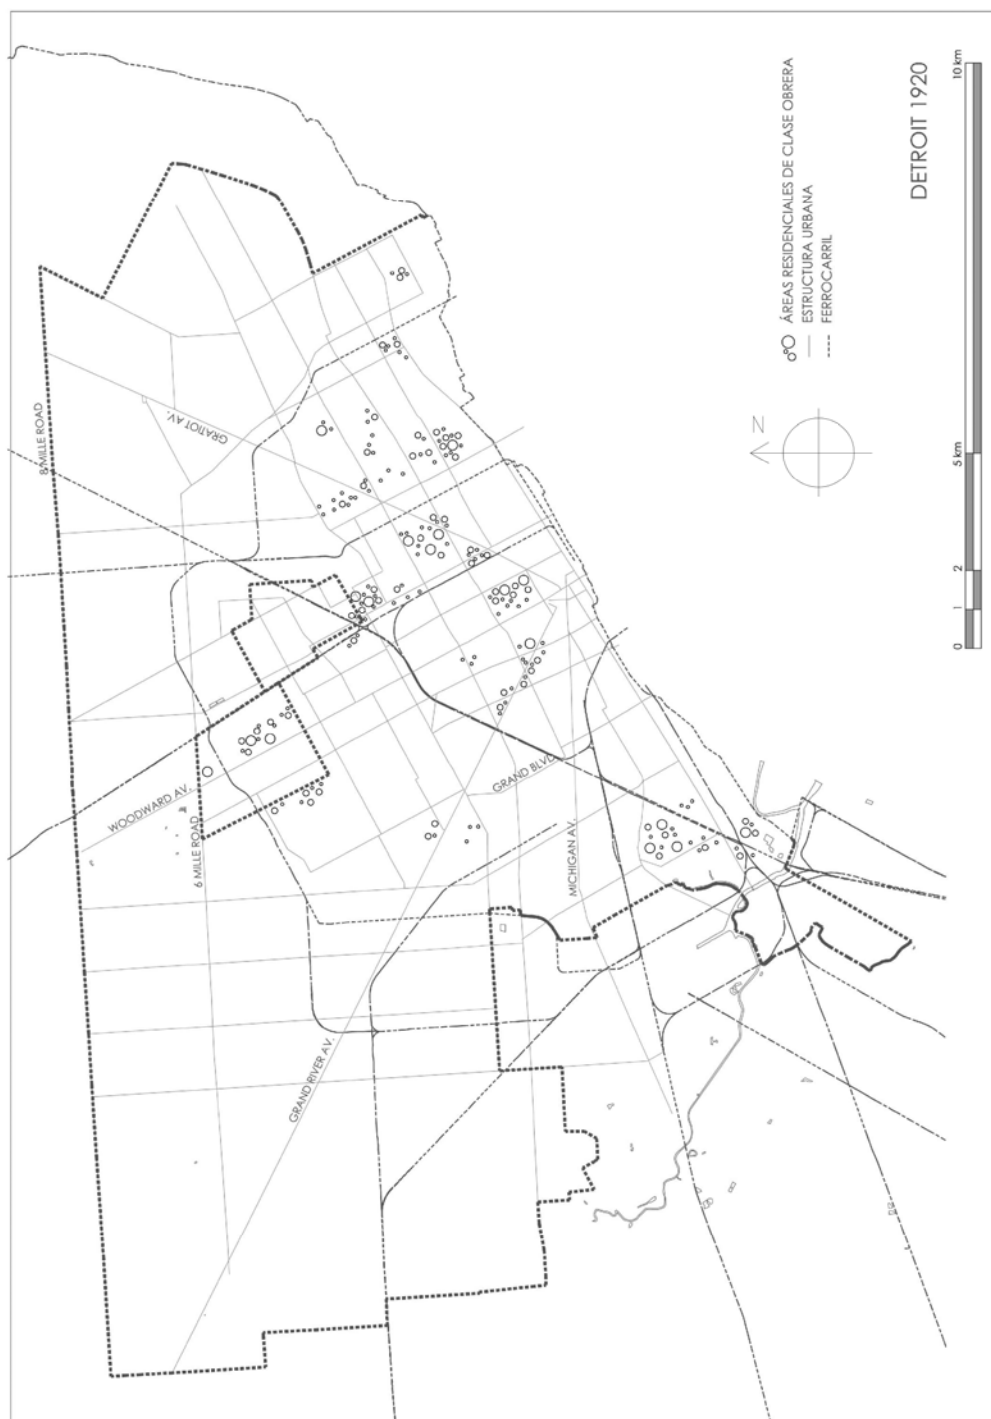 8 MILLE ROAD
GRATIOT AV.
WOODWARD AV.
6 MILLE ROAD
GRAND BLVD
MICHIGAN AV.
GRAND RIVER AV.
N
ÁREAS RESIDENCIALES DE CLASE OBRERA
ESTRUCTURA URBANA
FERROCARRIL
DETROIT 1920
0
1
2
5 km
10 km